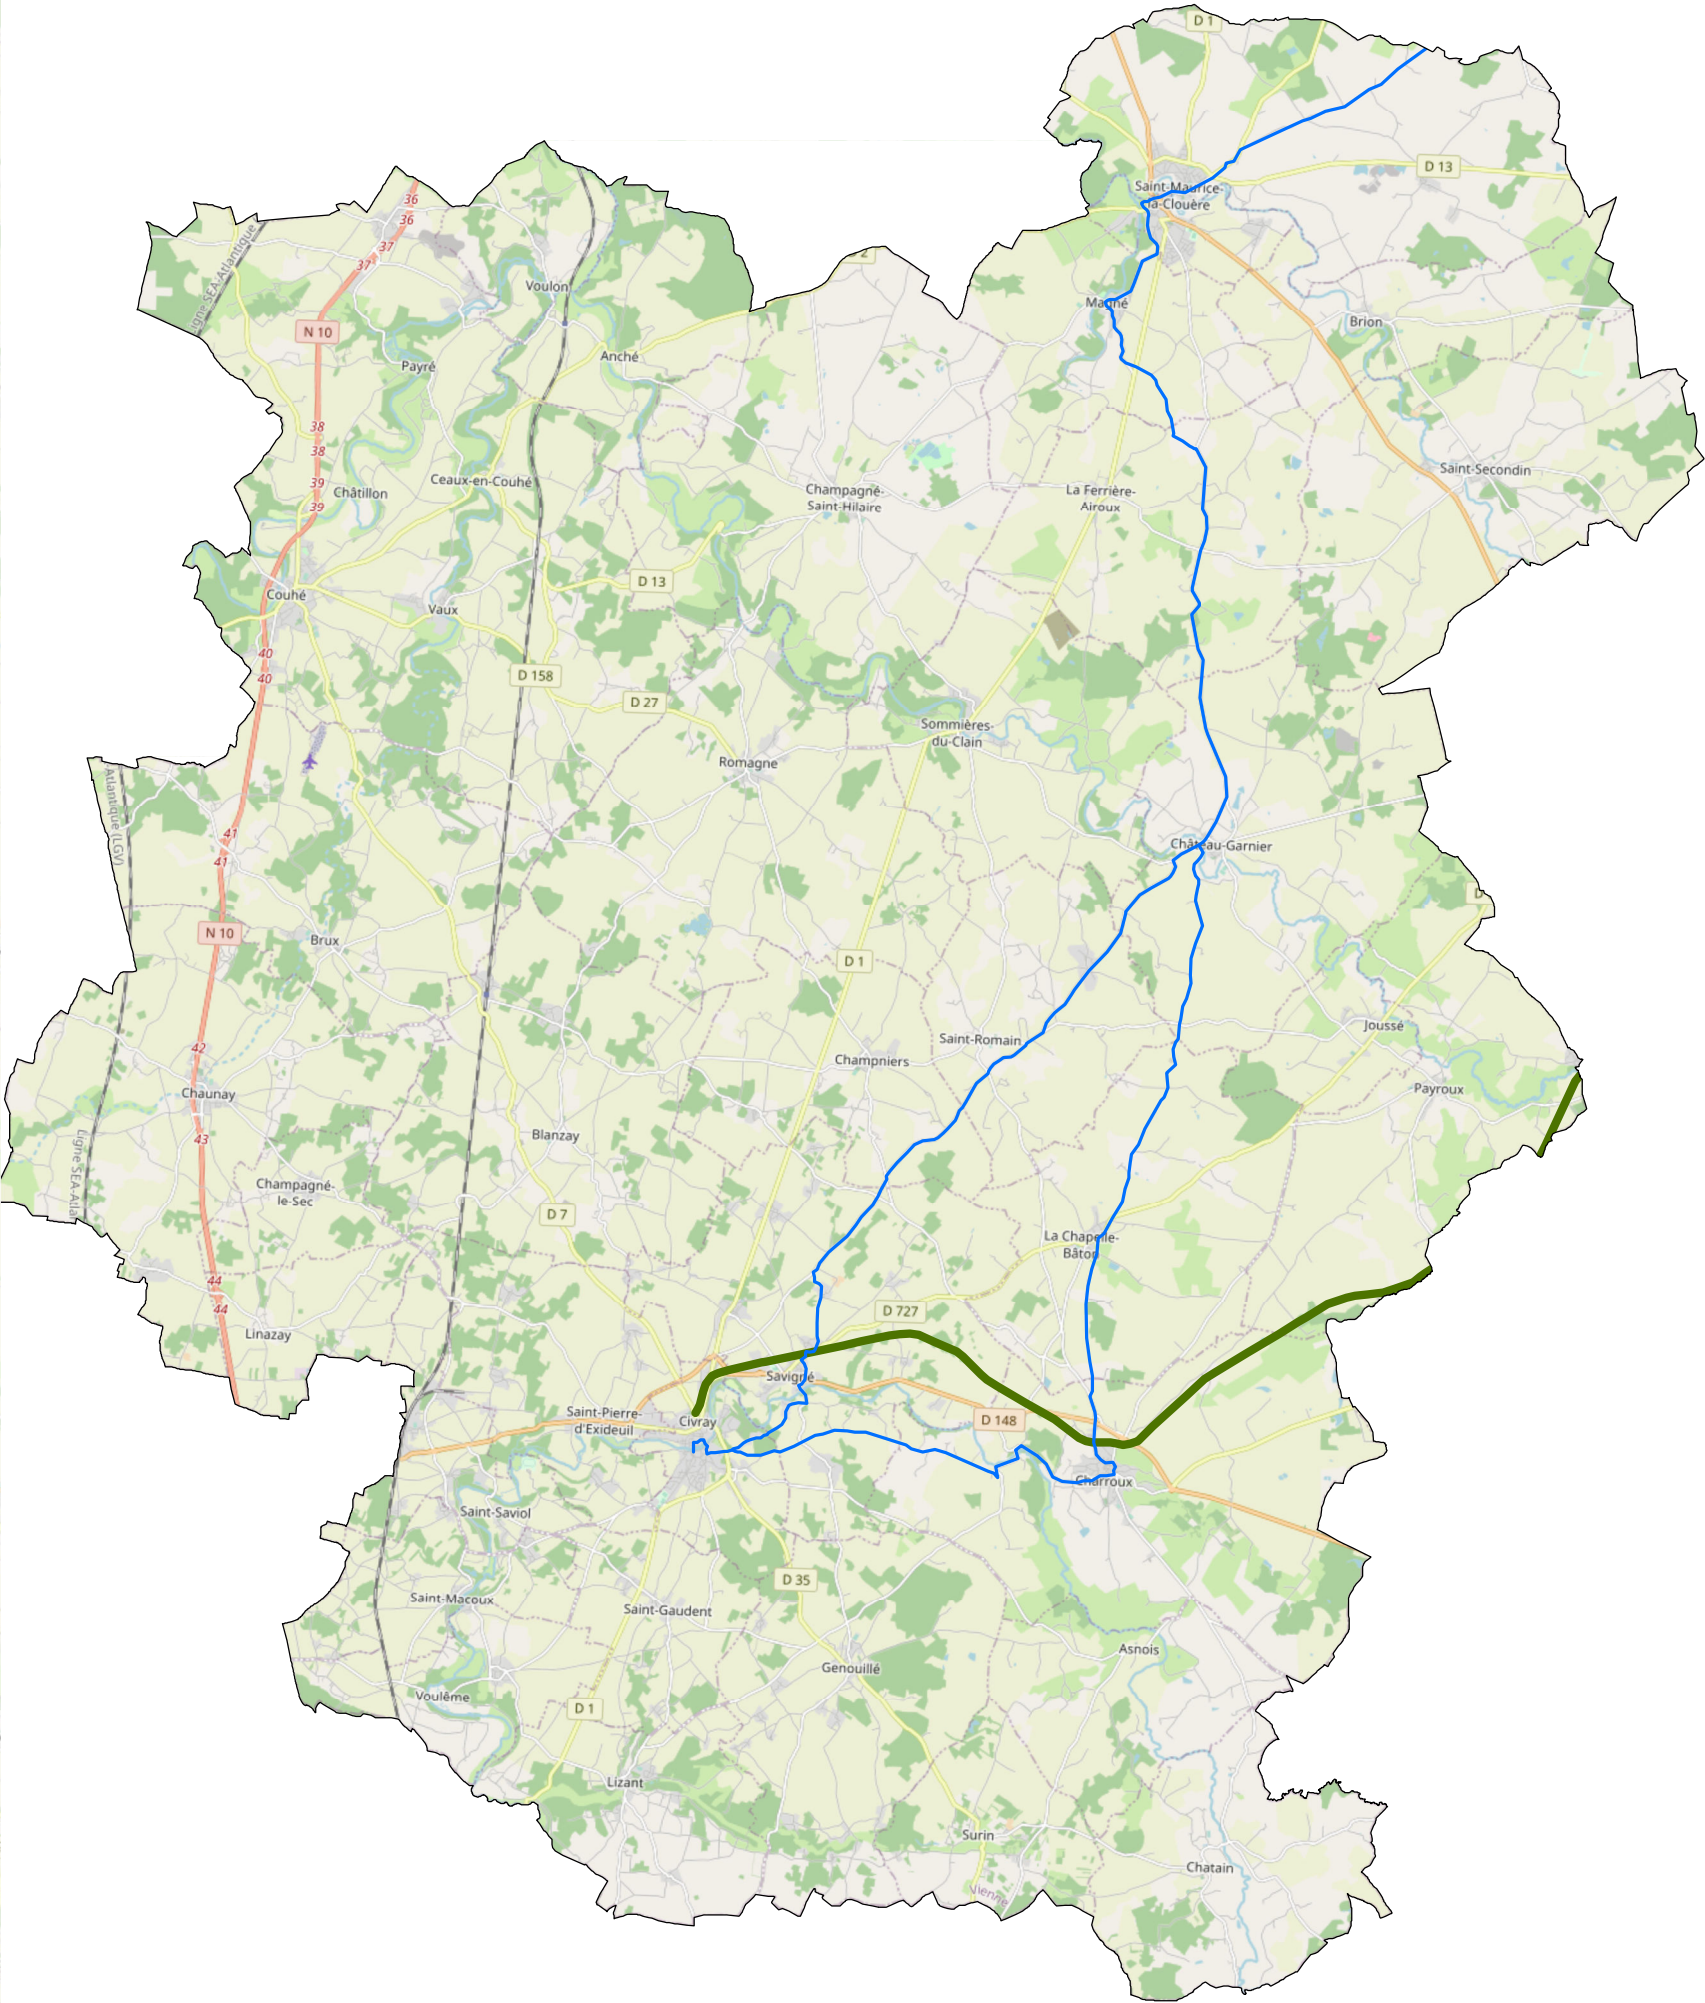 D 1
D 13
Saint-Maurice-
la-Clouère
36
36
37
37
Ligne SEA-Atlantique
2
Voulon
Magné
N 10
Brion
Anché
Payré
38
38
39
39
Châtillon
Ceaux-en-Couhé
Champagné-
Saint-Hilaire
La Ferrière-
Airoux
Saint-Secondin
D 13
Couhé
Vaux
40
40
D 158
D 27
Sommières-
du-Clain
Romagne
Atlantique (LGV)
41
41
Château-Garnier
D
N 10
Brux
D 1
Joussé
Saint-Romain
42
Champniers
Chaunay
Payroux
43
Blanzay
Ligne SEA-Atla
Champagné-
le-Sec
D 7
La Chapelle-
Bâton
44
44
D 727
Linazay
Savigné
Saint-Pierre-
d'Exideuil
Civray
D 148
Charroux
Saint-Saviol
D 35
Saint-Macoux
Saint-Gaudent
Asnois
Genouillé
Voulême
D 1
Lizant
Surin
Chatain
Vienne